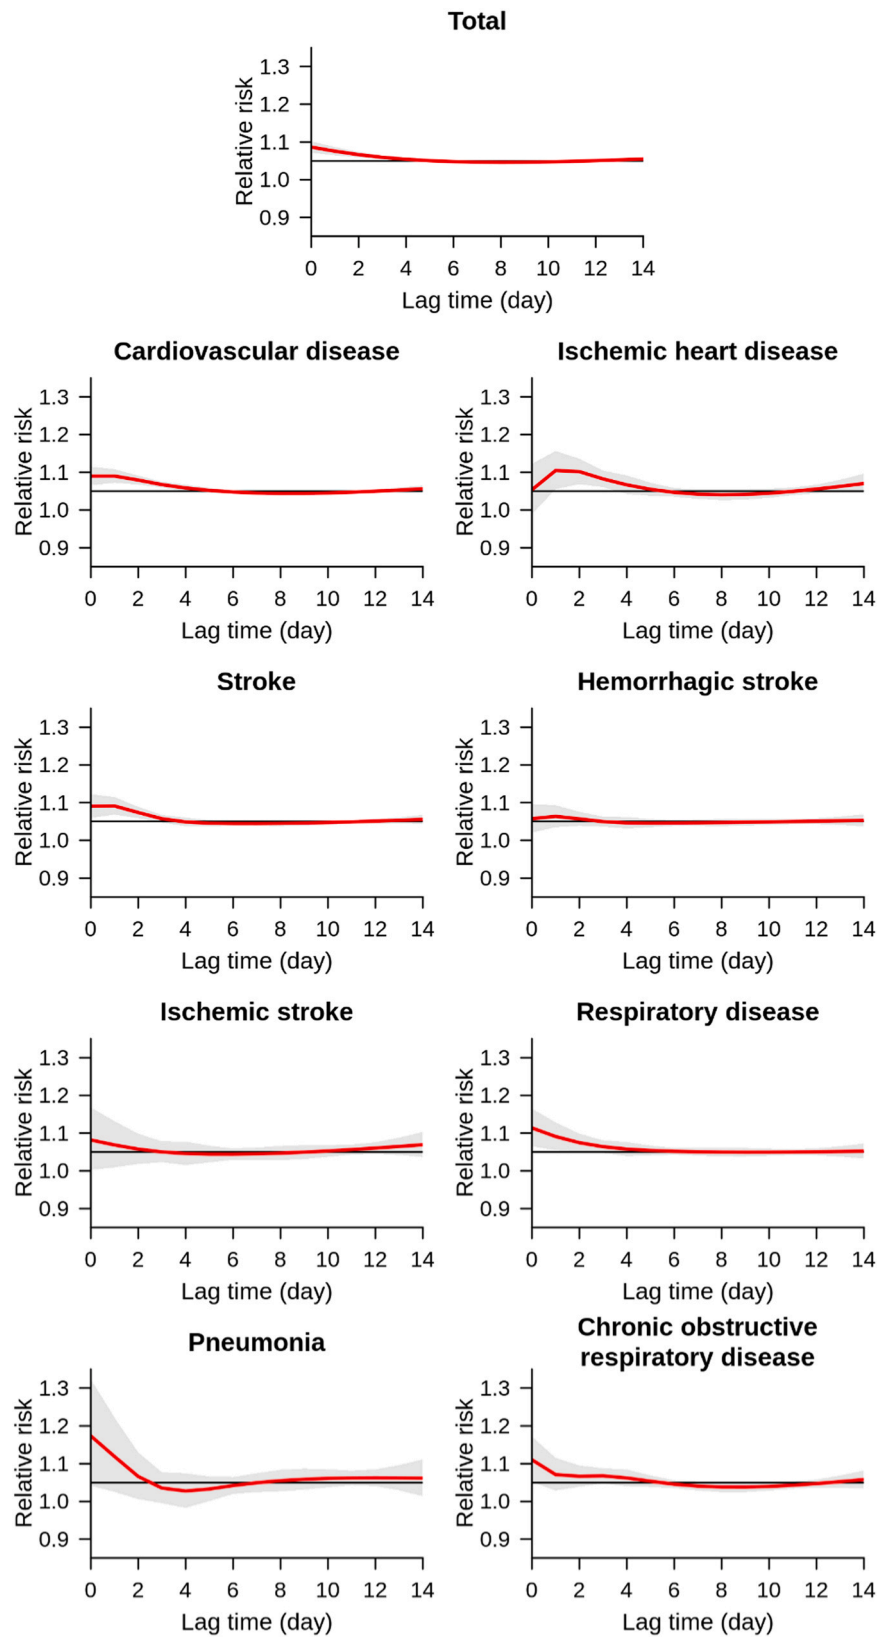 Total
Relative risk
1.3
1.2
1.1
1.0
0.9
0 2 4 6 8 10 12 14
Lag time (day)
Cardiovascular disease
Relative risk
1.3
1.2
1.1
1.0
0.9
0 2 4 6 8 10 12 14
Lag time (day)
Ischemic heart disease
Relative risk
1.3
1.2
1.1
1.0
0.9
0 2 4 6 8 10 12 14
Lag time (day)
Stroke
Relative risk
1.3
1.2
1.1
1.0
0.9
0 2 4 6 8 10 12 14
Lag time (day)
Hemorrhagic stroke
Relative risk
1.3
1.2
1.1
1.0
0.9
0 2 4 6 8 10 12 14
Lag time (day)
Ischemic stroke
Relative risk
1.3
1.2
1.1
1.0
0.9
0 2 4 6 8 10 12 14
Lag time (day)
Respiratory disease
Relative risk
1.3
1.2
1.1
1.0
0.9
0 2 4 6 8 10 12 14
Lag time (day)
Pneumonia
Relative risk
1.3
1.2
1.1
1.0
0.9
0 2 4 6 8 10 12 14
Lag time (day)
Chronic obstructive
respiratory disease
Relative risk
1.3
1.2
1.1
1.0
0.9
0 2 4 6 8 10 12 14
Lag time (day)